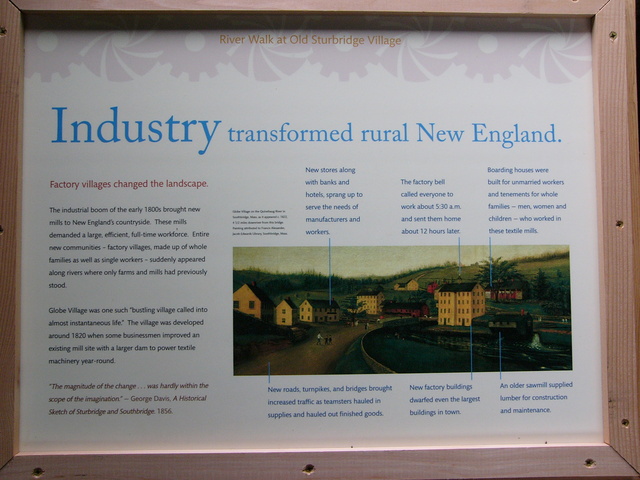 River Walk at Old Sturbridge Village
Industry transformed rural New England.
Factory villages changed the landscape.
The industrial boom of the early 1800s brought new
mills to New England's countryside. These mills
demanded a large, efficient, full-time workforce. Entire
new communities - factory villages, made up of whole
families as well as single workers - suddenly appeared
along rivers where only farms and mills had previously
stood.
Globe Village was one such "bustling village called into
almost instantaneous life." The village was developed
around 1820 when some businessmen improved an
existing mill site with a larger dam to power textile
machinery year-round.
"The magnitude of the change . . . was hardly within the
scope of the imagination." – George Davis, A Historical
Sketch of Sturbridge and Southbridge. 1856.
New stores along
with banks and
hotels, sprang up to
serve the needs of
manufacturers and
workers.
The factory bell
called everyone to
work about 5:30 a.m.
and sent them home
about 12 hours later.
Boarding houses were
built for unmarried workers
and tenements for whole
families – men, women and
children – who worked in
these textile mills.
New roads, turnpikes, and bridges brought
increased traffic as teamsters hauled in
supplies and hauled out finished goods.
New factory buildings
dwarfed even the largest
buildings in town.
An older sawmill supplied
lumber for construction
and maintenance.